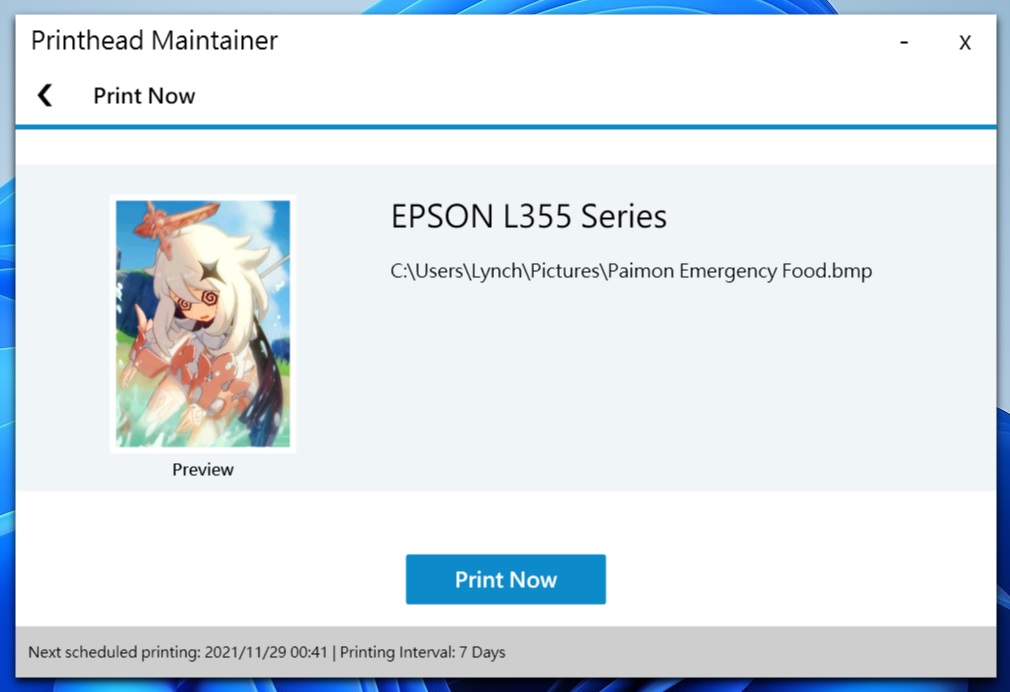 Printhead Maintainer
- X
Print Now
EPSON L355 Series
C:\Users\Lynch\Pictures\Paimon Emergency Food.bmp
Preview
Print Now
Next scheduled printing: 2021/11/29 00:41 | Printing Interval: 7 Days